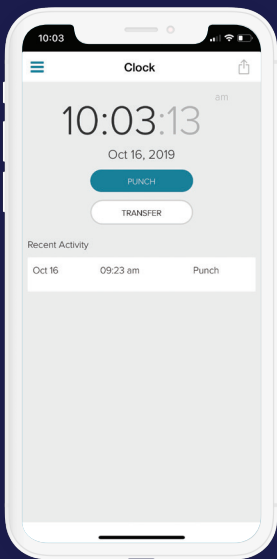 10:03
Clock
am
10:03:13
Oct 16, 2019
PUNCH
TRANSFER
Recent Activity
Oct 16 09:23 am Punch